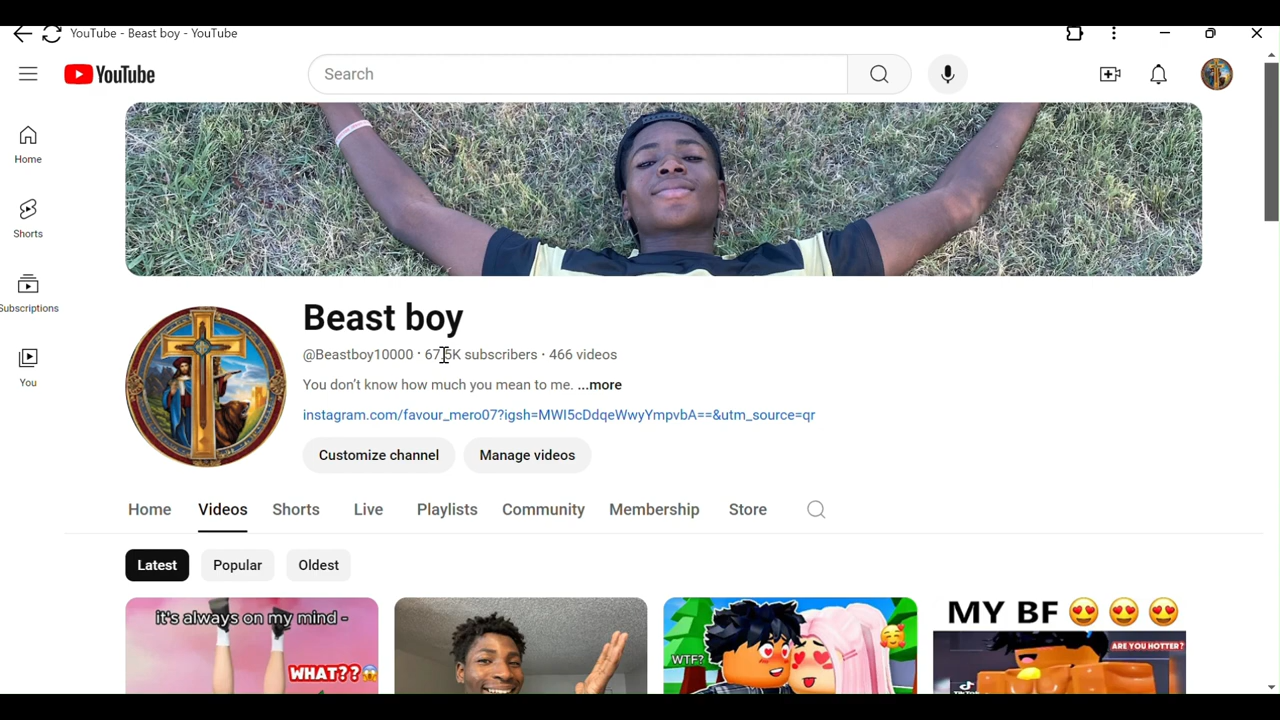 YouTube - Beast boy - YouTube
YouTube
Search
Home
Shorts
Subscriptions
You
Beast boy
@Beastboy10000 · 67.5K subscribers · 466 videos
You don't know how much you mean to me. ...more
instagram.com/favour_mero07?igsh=MWI5cDdqeWwyYmpvbA==&utm_source=qr
Customize channel
Manage videos
Home
Videos
Shorts
Live
Playlists
Community
Membership
Store
Latest
Popular
Oldest
it's always on my mind -
WHAT??
WTF?
MY BF
ARE YOU HOTTER?
TikTok